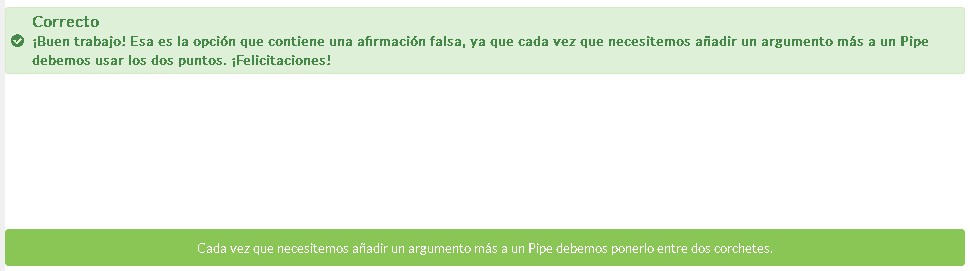 Correcto
¡Buen trabajo! Esa es la opción que contiene una afirmación falsa, ya que cada vez que necesitemos añadir un argumento más a un Pipe
debemos usar los dos puntos. ¡Felicitaciones!
Cada vez que necesitemos añadir un argumento más a un Pipe debemos ponerlo entre dos corchetes.